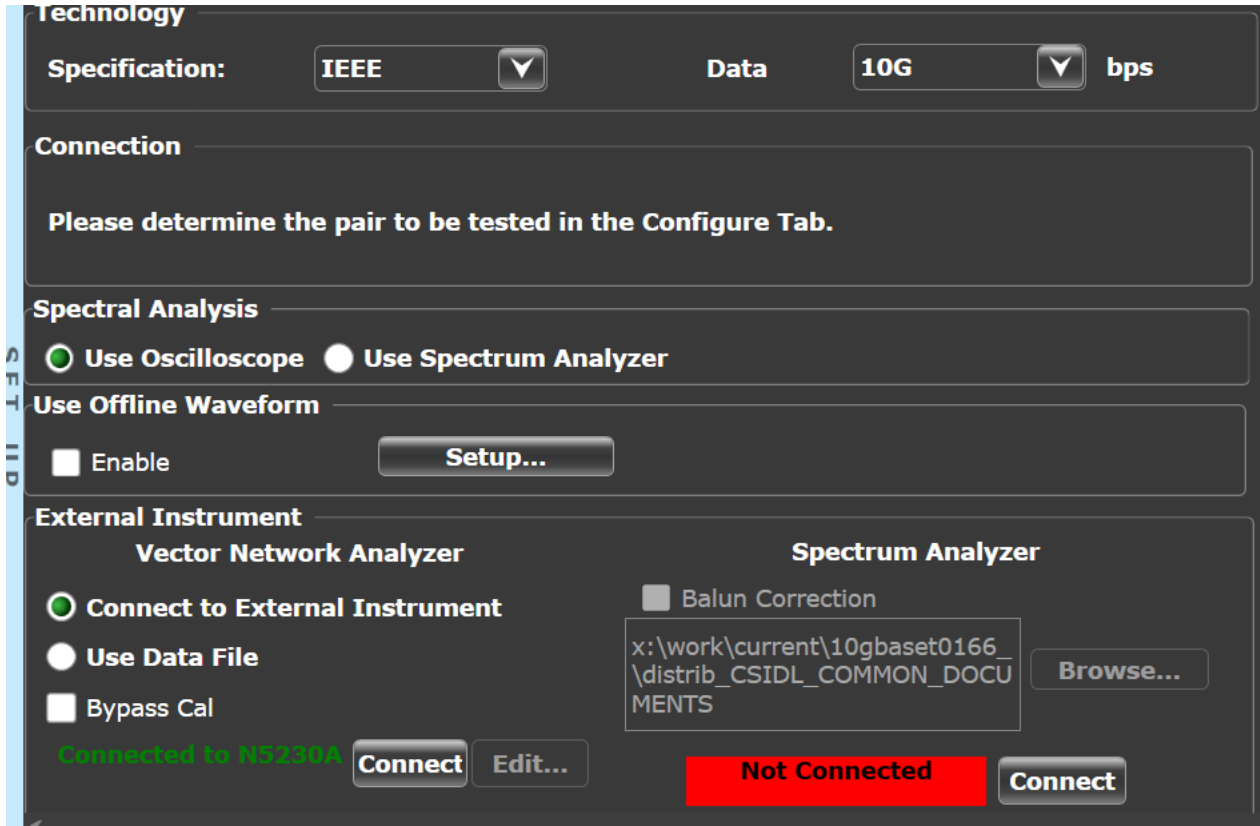 Technology
Specification: IEEE Data 10G bps
Connection
Please determine the pair to be tested in the Configure Tab.
Spectral Analysis
Use Oscilloscope Use Spectrum Analyzer
SET UP
Use Offline Waveform
Enable Setup...
External Instrument
Vector Network Analyzer
Connect to External Instrument
Use Data File
Bypass Cal
Connected to N5230A Connect Edit...
Spectrum Analyzer
Balun Correction
x:\work\current\10gbaset0166_
\distrib_CSIDL_COMMON_DOCU
MENTS
Browse...
Not Connected Connect